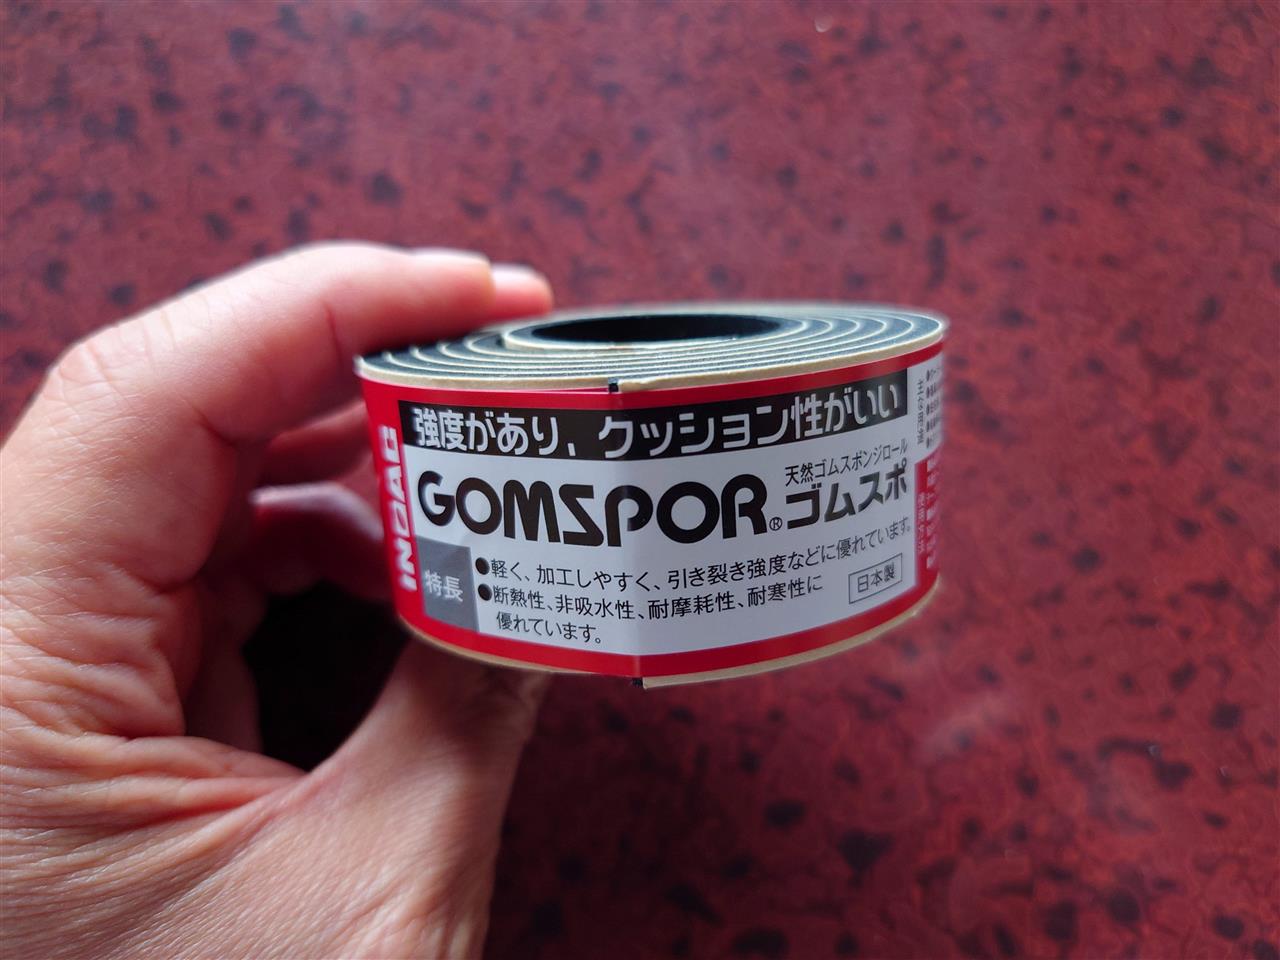 強度があり、クッション性がいい
INOAC
天然ゴムスポンジロール
GOMSPOR® ゴムスポ
特長
●軽く、加工しやすく、引き裂き強度などに優れています。
●断熱性、非吸水性、耐摩耗性、耐寒性に
優れています。
日本製